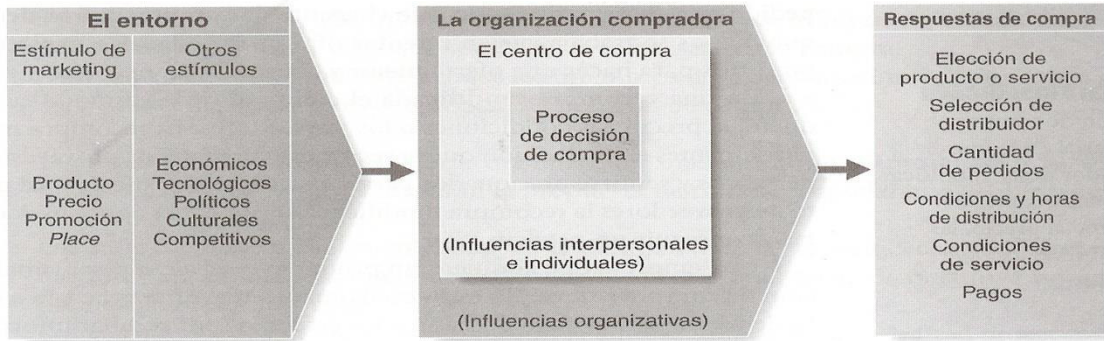 El entorno
Estímulo de
marketing
Otros
estímulos
Producto
Precio
Promoción
Place
Económicos
Tecnológicos
Políticos
Culturales
Competitivos
La organización compradora
El centro de compra
Proceso
de decisión
de compra
(Influencias interpersonales
e individuales)
(Influencias organizativas)
Respuestas de compra
Elección de
producto o servicio
Selección de
distribuidor
Cantidad
de pedidos
Condiciones y horas
de distribución
Condiciones
de servicio
Pagos